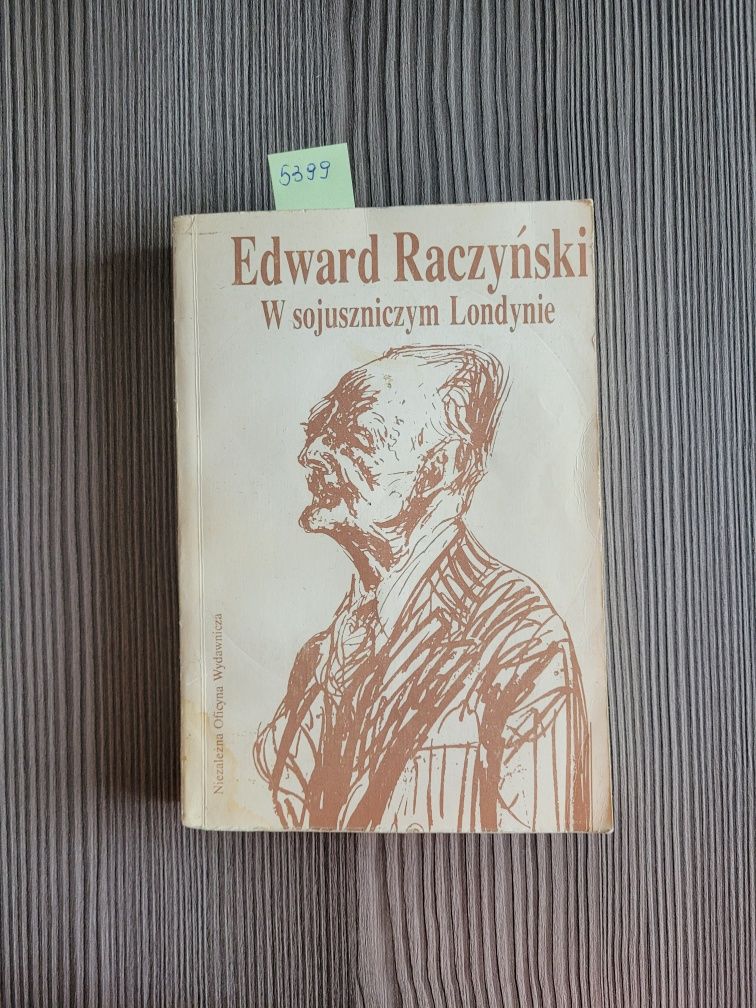 5399
Edward Raczyński
W sojuszniczym Londynie
Niezależna Oficyna Wydawnicza